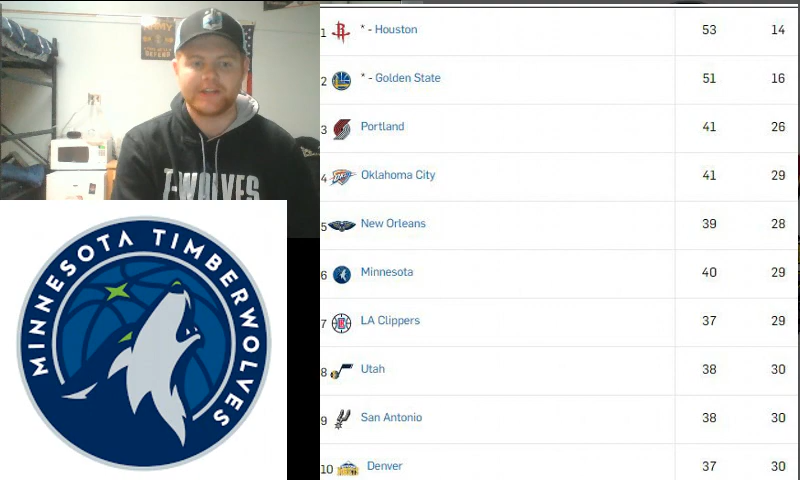 ARMY
DEFEND
T-WOLVES
MINNESOTA TIMBERWOLVES
1 * - Houston 53 14
2 * - Golden State 51 16
3 Portland 41 26
4 Oklahoma City 41 29
5 New Orleans 39 28
6 Minnesota 40 29
7 LA Clippers 37 29
8 Utah 38 30
9 San Antonio 38 30
10 Denver 37 30